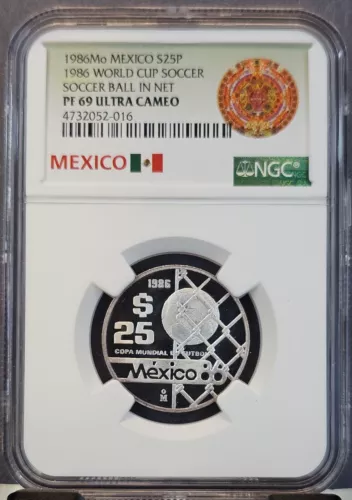 1986Mo MEXICO S25P
1986 WORLD CUP SOCCER
SOCCER BALL IN NET
PF 69 ULTRA CAMEO
4732052-016
MEXICO
NGC
1986
$
25
COPA MUNDIAL DE FUTBOL
México 86